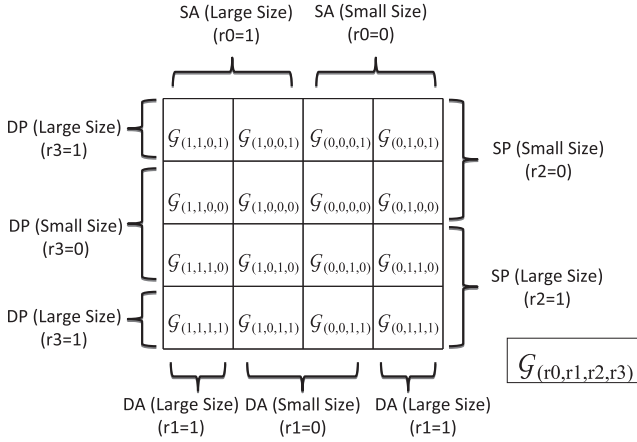 SA (Large Size) SA (Small Size)
(r0=1) (r0=0)
DP (Large Size)
(r3=1)
DP (Small Size)
(r3=0)
DP (Large Size)
(r3=1)
G(1,1,0,1) G(1,0,0,1) G(0,0,0,1) G(0,1,0,1)
G(1,1,0,0) G(1,0,0,0) G(0,0,0,0) G(0,1,0,0)
G(1,1,1,0) G(1,0,1,0) G(0,0,1,0) G(0,1,1,0)
G(1,1,1,1) G(1,0,1,1) G(0,0,1,1) G(0,1,1,1)
SP (Small Size)
(r2=0)
SP (Large Size)
(r2=1)
G(r0,r1,r2,r3)
DA (Large Size) DA (Small Size) DA (Large Size)
(r1=1) (r1=0) (r1=1)